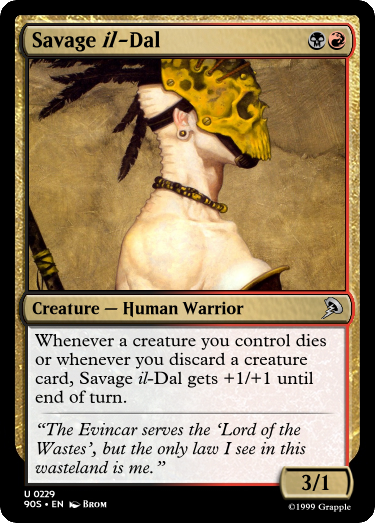 Savage il-Dal
Creature — Human Warrior
Whenever a creature you control dies
or whenever you discard a creature
card, Savage il-Dal gets +1/+1 until
end of turn.
“The Evincar serves the ‘Lord of the
Wastes’, but the only law I see in this
wasteland is me.”
3/1
U 0229
90S • EN Brom
©1999 Grapple